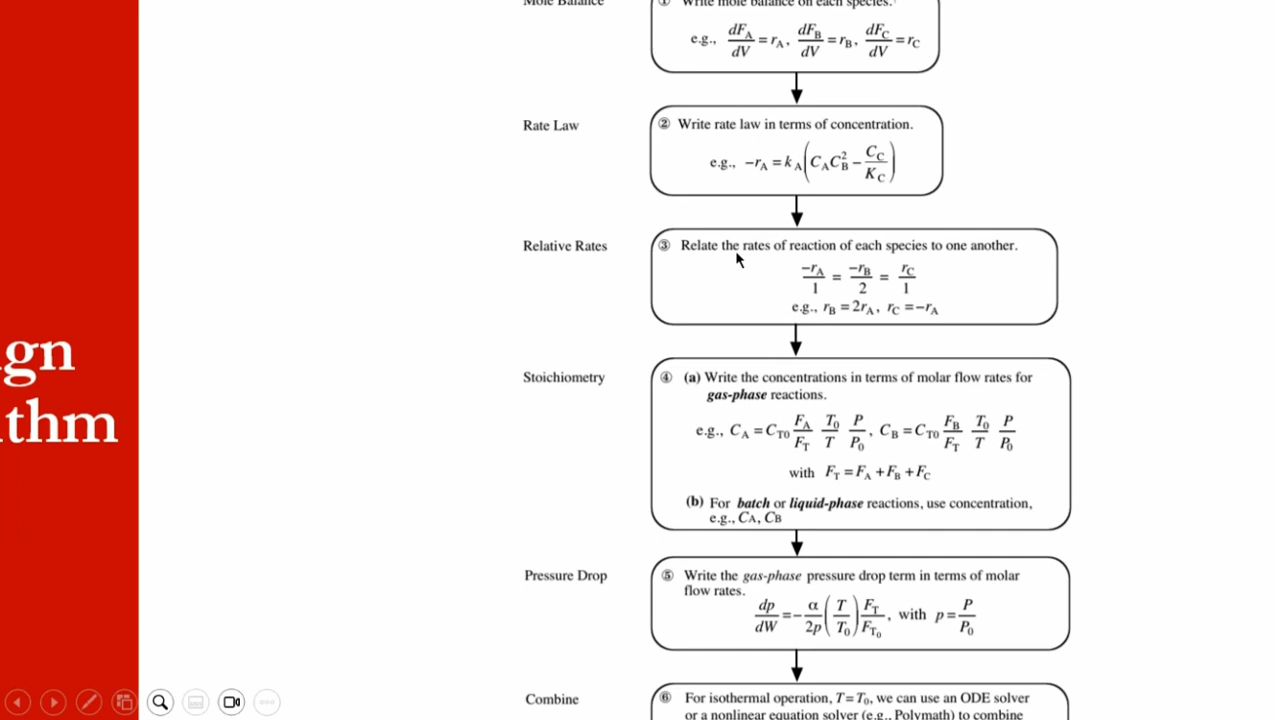 Mole Balance
① Write mole balance on each species.
e.g., dF_A/dV = r_A, dF_B/dV = r_B, dF_C/dV = r_C
Rate Law
② Write rate law in terms of concentration.
e.g., −r_A = k_A(C_A C_B^2 − C_C/K_C)
Relative Rates
③ Relate the rates of reaction of each species to one another.
−r_A/1 = −r_B/2 = r_C/1
e.g., r_B = 2r_A, r_C = −r_A
ign
ithm
Stoichiometry
④ (a) Write the concentrations in terms of molar flow rates for
gas-phase reactions.
e.g., C_A = C_T0 F_A/F_T T_0/T P/P_0, C_B = C_T0 F_B/F_T T_0/T P/P_0
with F_T = F_A + F_B + F_C
(b) For batch or liquid-phase reactions, use concentration,
e.g., C_A, C_B
Pressure Drop
⑤ Write the gas-phase pressure drop term in terms of molar
flow rates.
dp/dW = −α/2p (T/T_0) F_T/F_T0, with p = P/P_0
Combine
⑥ For isothermal operation, T = T_0, we can use an ODE solver
or a nonlinear equation solver (e.g., Polymath) to combine